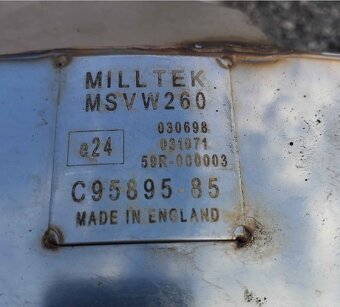 MILLTEK
MSVW260
030698
e24
031071
59R-000003
C95895-85
MADE IN ENGLAND